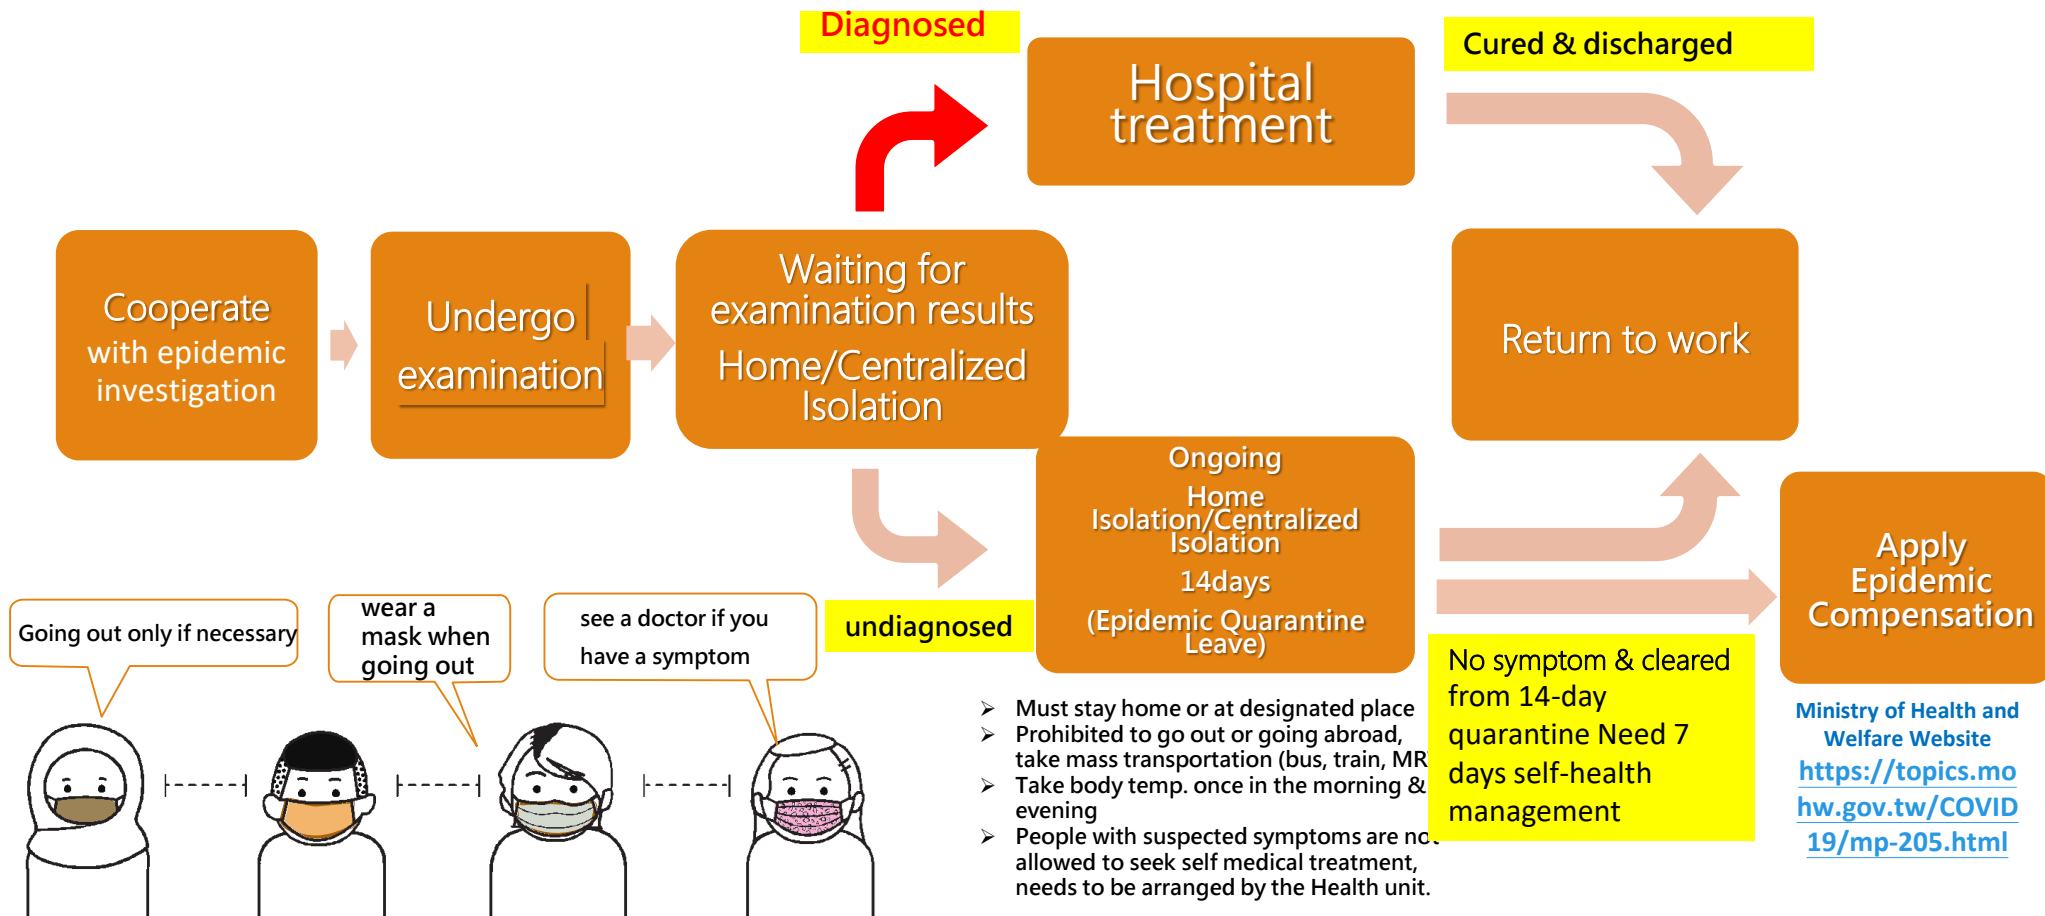 Diagnosed
Hospital
treatment
Cured & discharged
Cooperate
with epidemic
investigation
Undergo
examination
Waiting for
examination results
Home/Centralized
Isolation
Return to work
Ongoing
Home
Isolation/Centralized
Isolation
14days
(Epidemic Quarantine
Leave)
undiagnosed
Apply
Epidemic
Compensation
Going out only if necessary
wear a
mask when
going out
see a doctor if you
have a symptom
➢ Must stay home or at designated place
➢ Prohibited to go out or going abroad,
take mass transportation (bus, train, MR
➢ Take body temp. once in the morning &
evening
➢ People with suspected symptoms are not
allowed to seek self medical treatment,
needs to be arranged by the Health unit.
No symptom & cleared
from 14-day
quarantine Need 7
days self-health
management
Ministry of Health and
Welfare Website
https://topics.mo
hw.gov.tw/COVID
19/mp-205.html